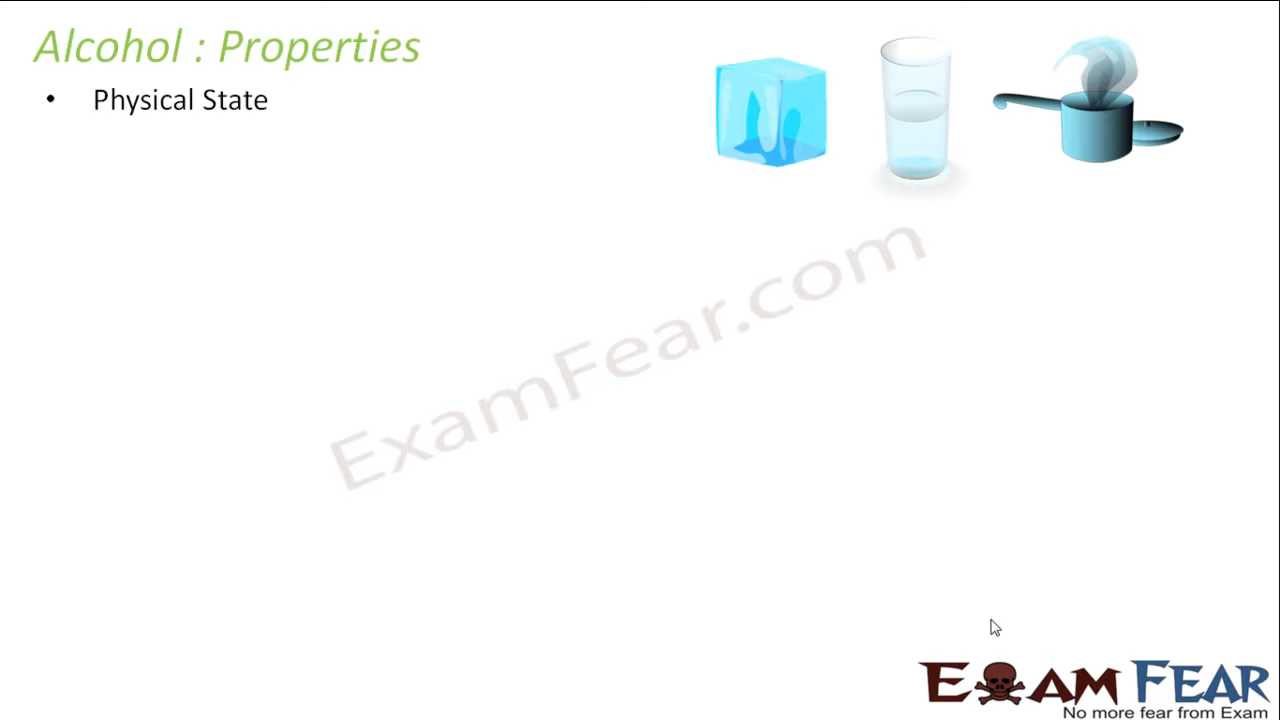 Alcohol : Properties
• Physical State
ExamFear.com
EXAM FEAR
No more fear from Exam